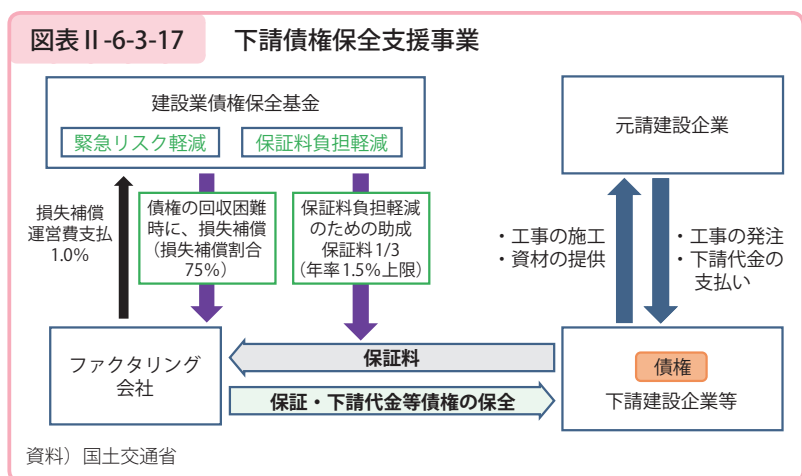 図表Ⅱ-6-3-17 下請債権保全支援事業
建設業債権保全基金
緊急リスク軽減
保証料負担軽減
元請建設企業
損失補償
運営費支払
1.0%
債権の回収困難
時に、損失補償
（損失補償割合
75%）
保証料負担軽減
のための助成
保証料1/3
（年率1.5%上限）
・工事の施工
・資材の提供
・工事の発注
・下請代金の
支払い
ファクタリング
会社
保証料
保証・下請代金等債権の保全
債権
下請建設企業等
資料）国土交通省